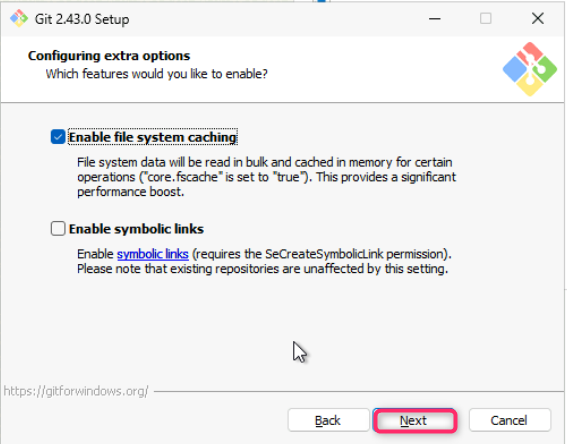 Git 2.43.0 Setup
Configuring extra options
Which features would you like to enable?
Enable file system caching
File system data will be read in bulk and cached in memory for certain
operations ("core.fscache" is set to "true"). This provides a significant
performance boost.
Enable symbolic links
Enable symbolic links (requires the SeCreateSymbolicLink permission).
Please note that existing repositories are unaffected by this setting.
https://gitforwindows.org/
Back Next Cancel